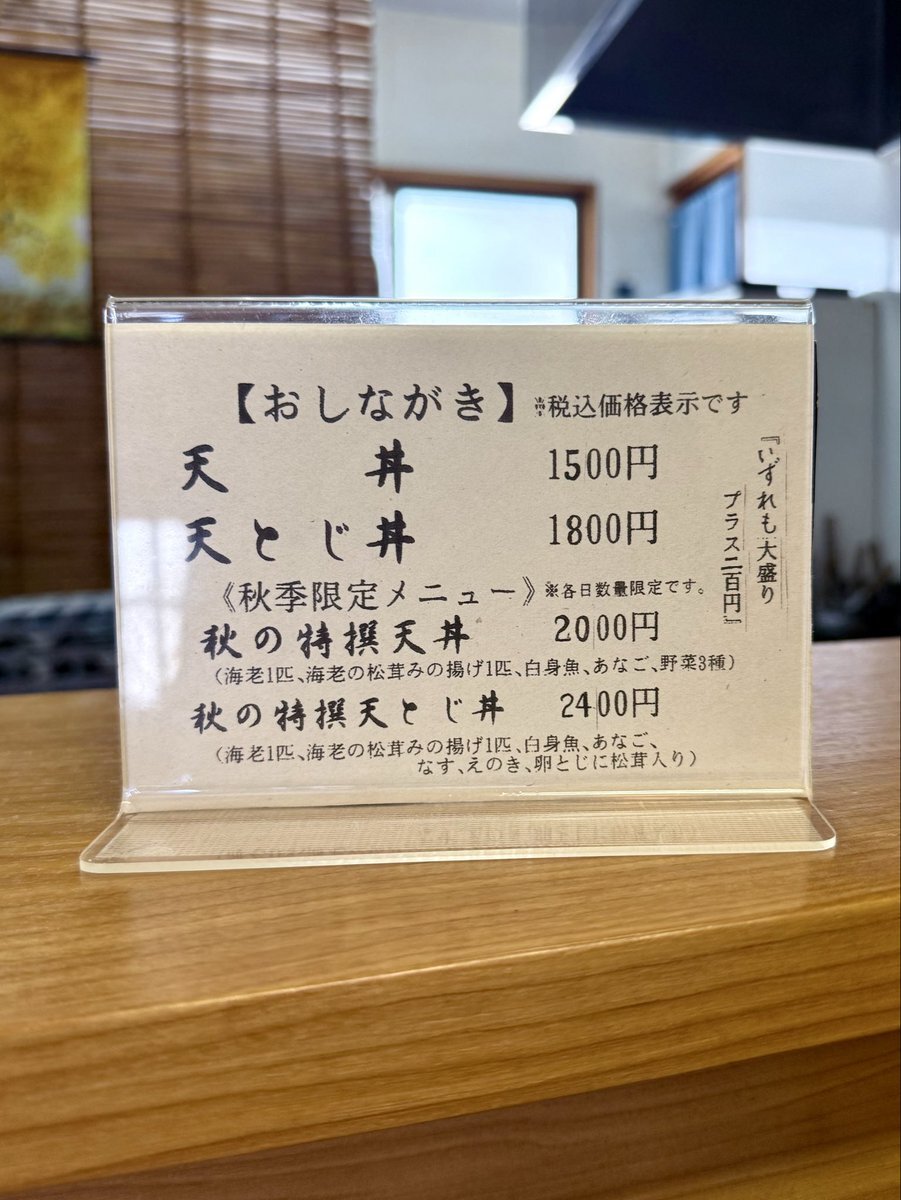 【おしながき】※税込価格表示です
天丼 1500円
天とじ丼 1800円
『いずれも大盛り
プラス二百円』
《秋季限定メニュー》※各日数量限定です。
秋の特撰天丼 2000円
（海老1匹、海老の松茸みの揚げ1匹、白身魚、あなご、野菜3種）
秋の特撰天とじ丼 2400円
（海老1匹、海老の松茸みの揚げ1匹、白身魚、あなご、
なす、えのき、卵とじに松茸入り）